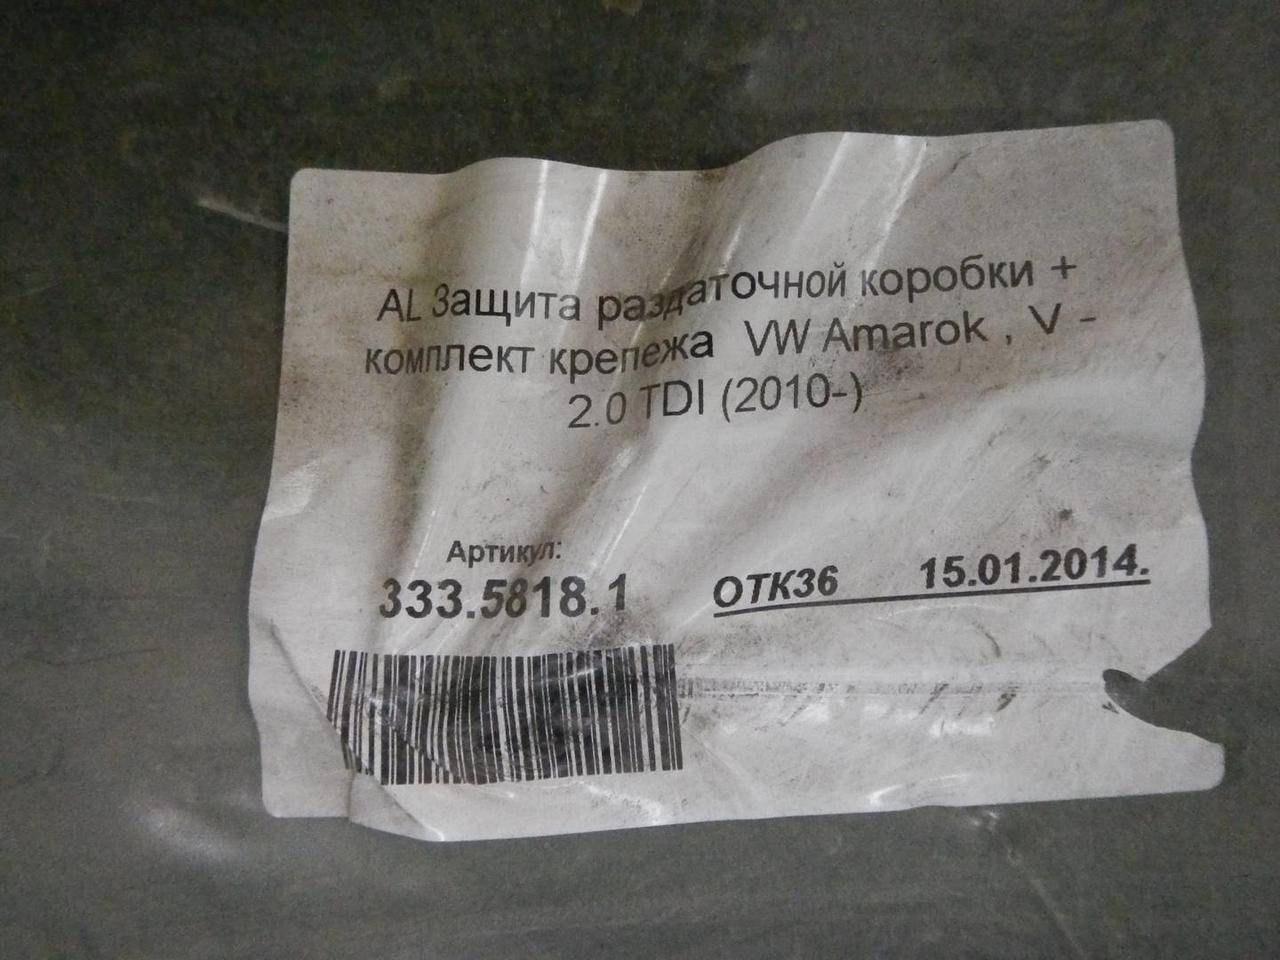 AL Защита раздаточной коробки +
комплект крепежа VW Amarok , V -
2.0 TDI (2010-)
Артикул:
333.5818.1
ОТК36 15.01.2014.